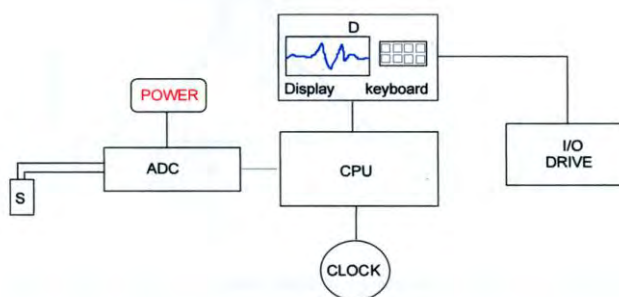 D
Display keyboard
POWER
I/O
DRIVE
ADC
CPU
S
CLOCK